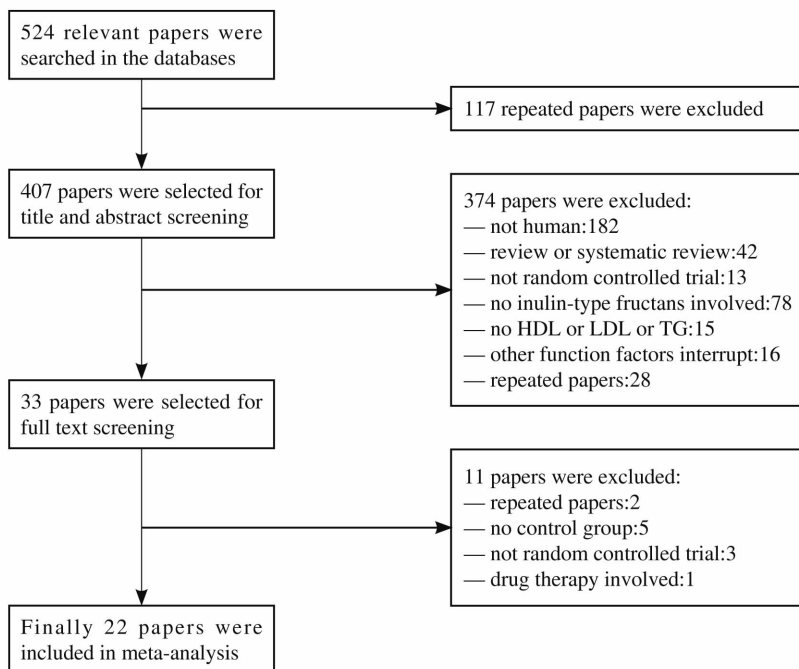 524 relevant papers were
searched in the databases
117 repeated papers were excluded
407 papers were selected for
title and abstract screening
374 papers were excluded:
— not human:182
— review or systematic review:42
— not random controlled trial:13
— no inulin-type fructans involved:78
— no HDL or LDL or TG:15
— other function factors interrupt:16
— repeated papers:28
33 papers were selected for
full text screening
11 papers were excluded:
— repeated papers:2
— no control group:5
— not random controlled trial:3
— drug therapy involved:1
Finally 22 papers were
included in meta-analysis